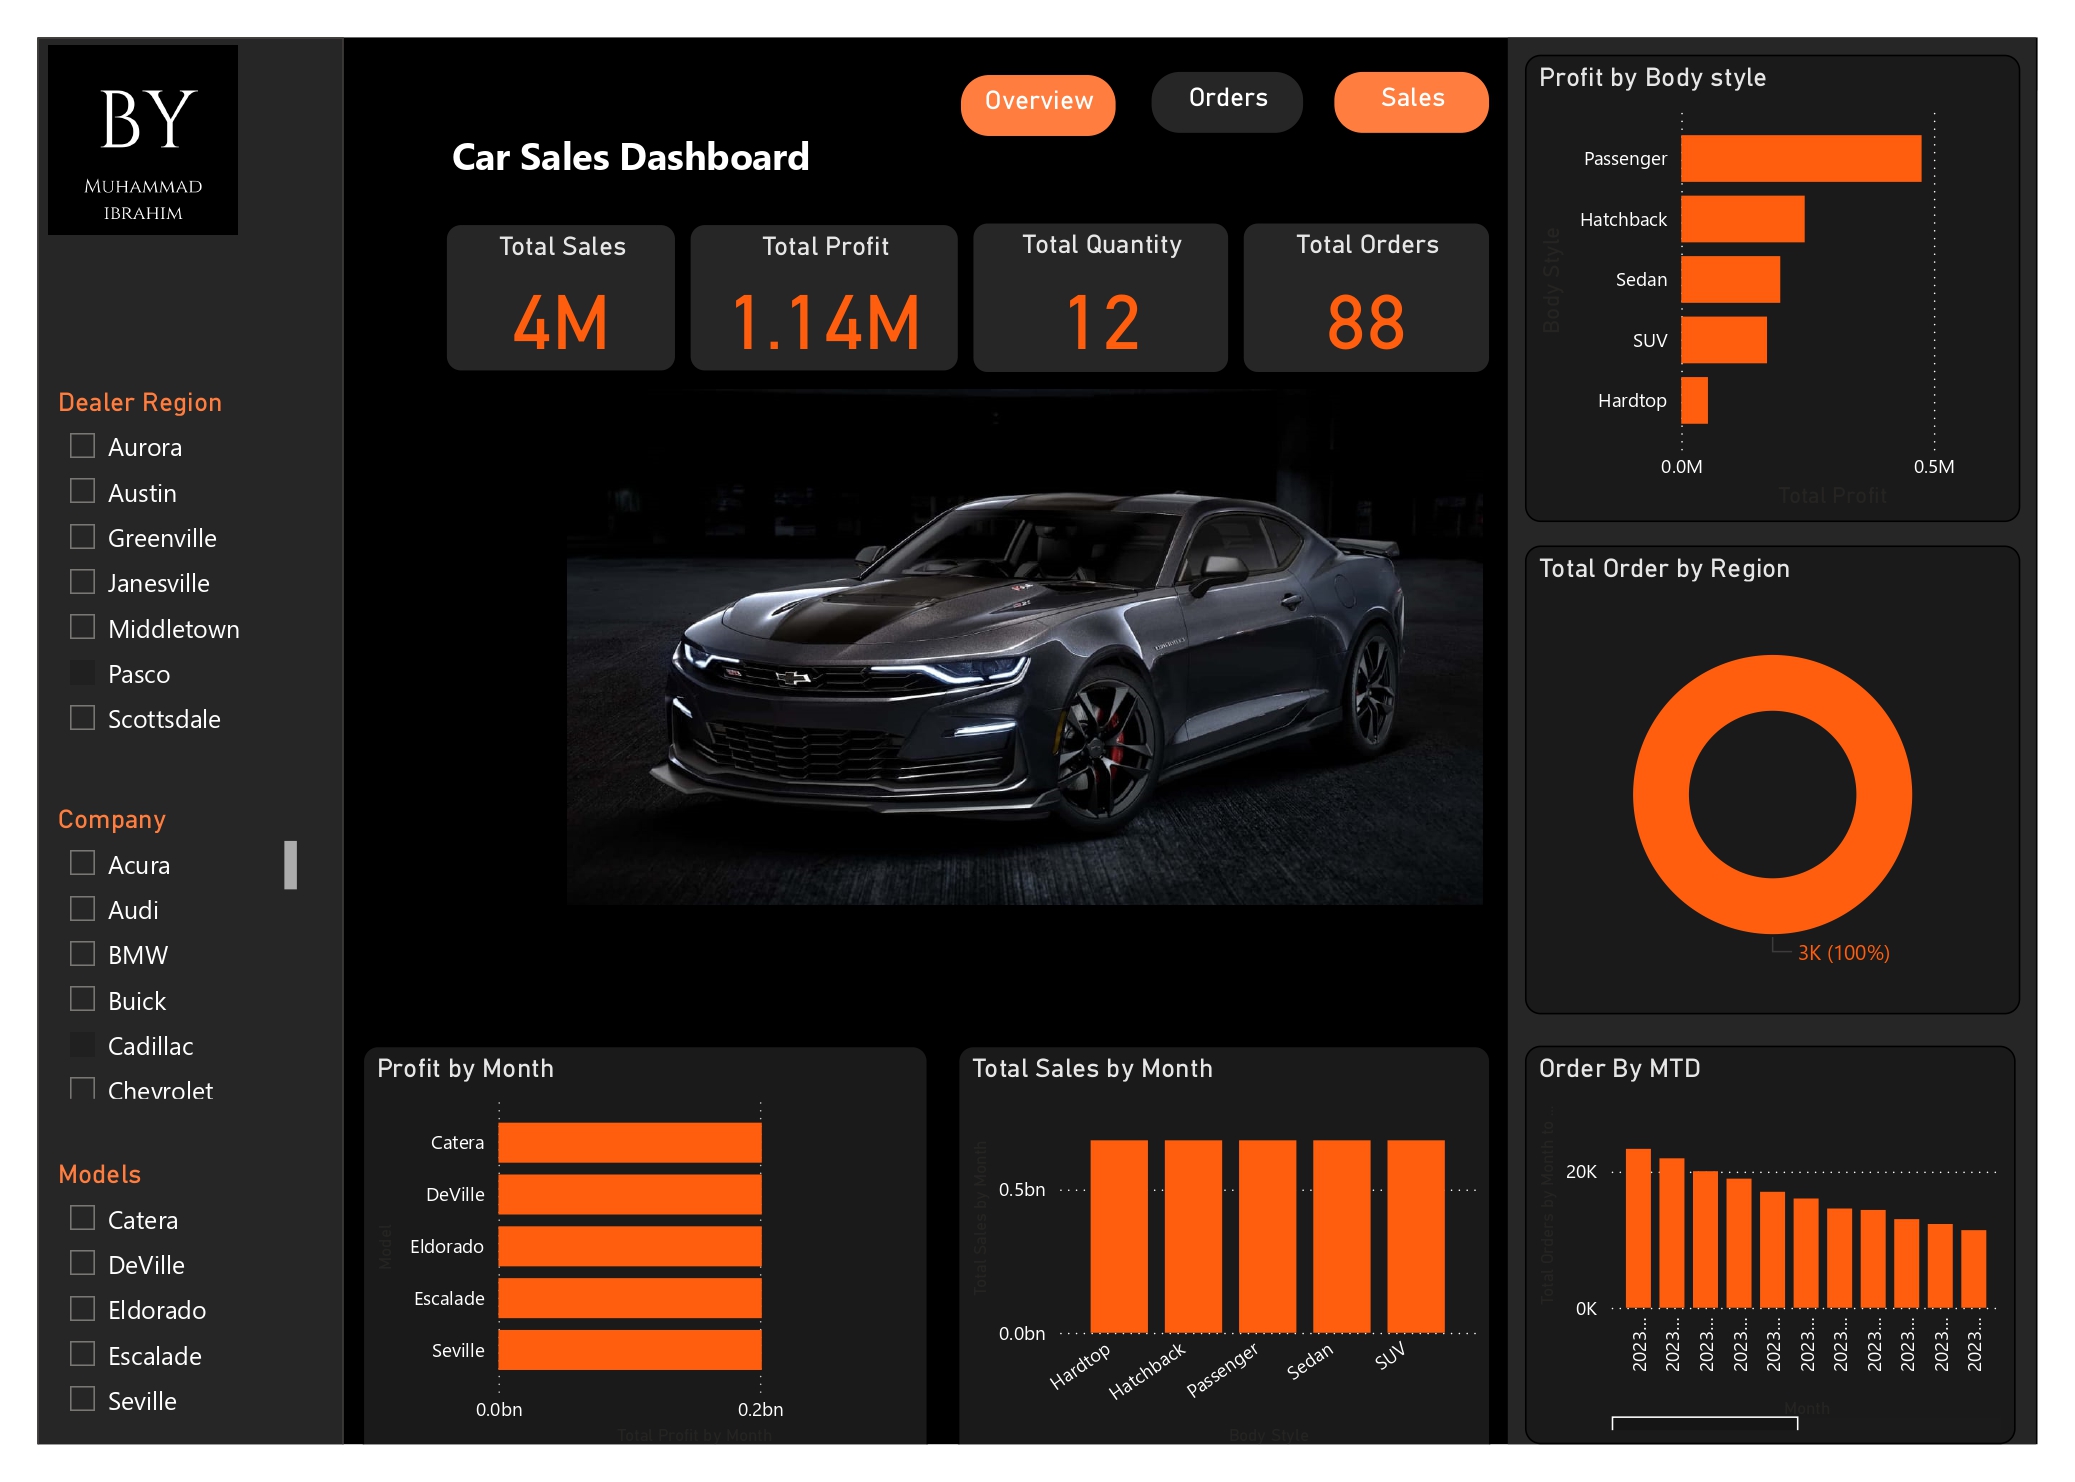 BY
MUHAMMAD
IBRAHIM
Overview
Orders
Sales
Car Sales Dashboard
Total Sales
4M
Total Profit
1.14M
Total Quantity
12
Total Orders
88
Dealer Region
Aurora
Austin
Greenville
Janesville
Middletown
Pasco
Scottsdale
Company
Acura
Audi
BMW
Buick
Cadillac
Chevrolet
Models
Catera
DeVille
Eldorado
Escalade
Seville
Profit by Month
Model
Catera
DeVille
Eldorado
Escalade
Seville
0.0bn
0.2bn
Total Profit by Month
Total Sales by Month
Total Sales by Month
0.5bn
0.0bn
Hardtop
Hatchback
Passenger
Sedan
SUV
Body Style
Profit by Body style
Body Style
Passenger
Hatchback
Sedan
SUV
Hardtop
0.0M
0.5M
Total Profit
Total Order by Region
3K (100%)
Order By MTD
Total Orders by Month to ...
20K
0K
2023...
2023...
2023...
2023...
2023...
2023...
2023...
2023...
2023...
2023...
2023...
Month